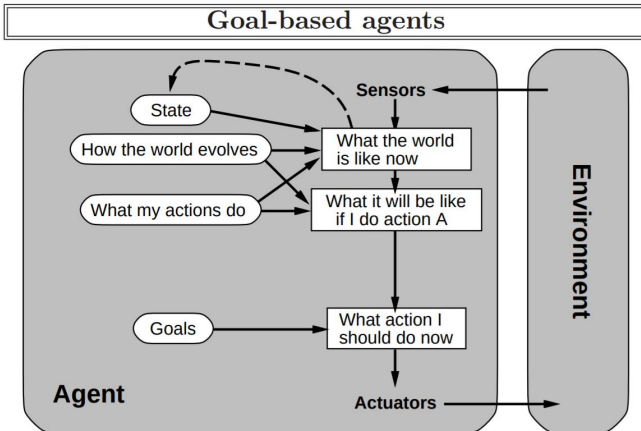 Goal-based agents
Sensors
State
How the world evolves
What my actions do
What the world
is like now
What it will be like
if I do action A
Goals
What action I
should do now
Agent
Actuators
Environment